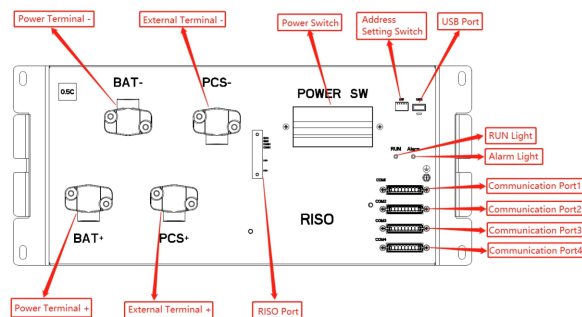 Power Terminal -
External Terminal -
Power Switch
Address
Setting Switch
USB Port
0.5C
BAT-
PCS-
POWER SW
RUN
Alarm
RUN Light
Alarm Light
COM1
Communication Port1
COM2
Communication Port2
COM3
Communication Port3
COM4
Communication Port4
RISO
BAT+
PCS+
Power Terminal +
External Terminal +
RISO Port